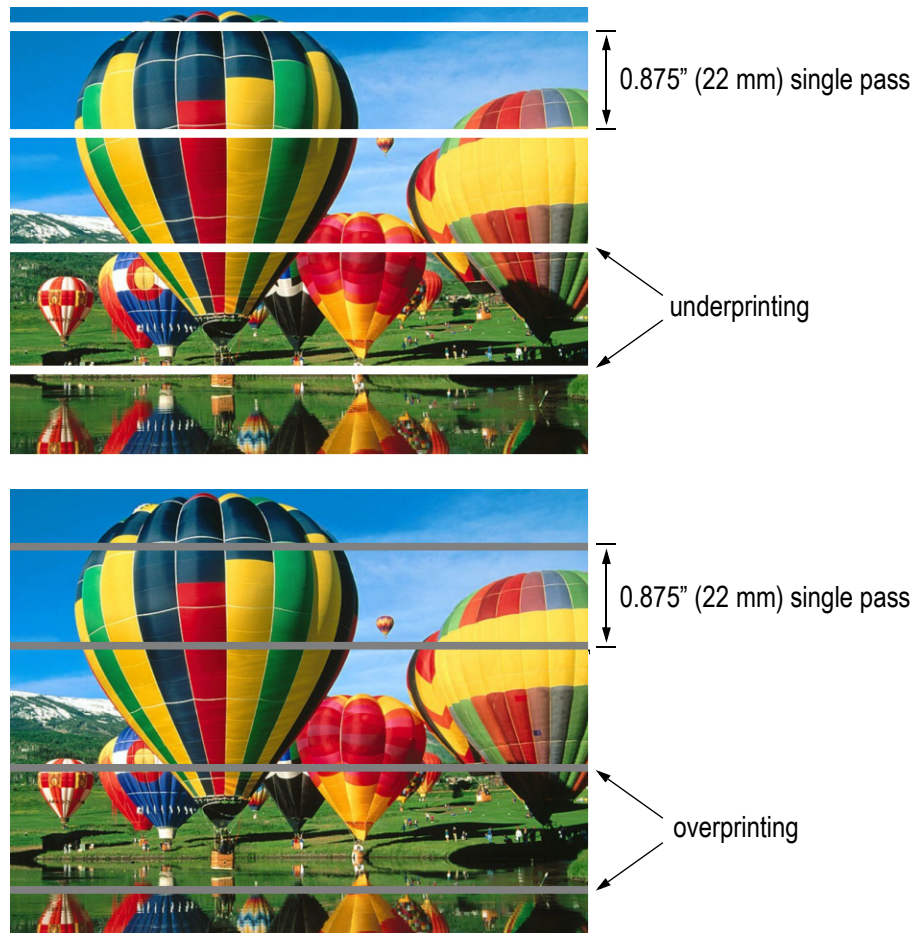 0.875” (22 mm) single pass
underprinting
0.875” (22 mm) single pass
overprinting